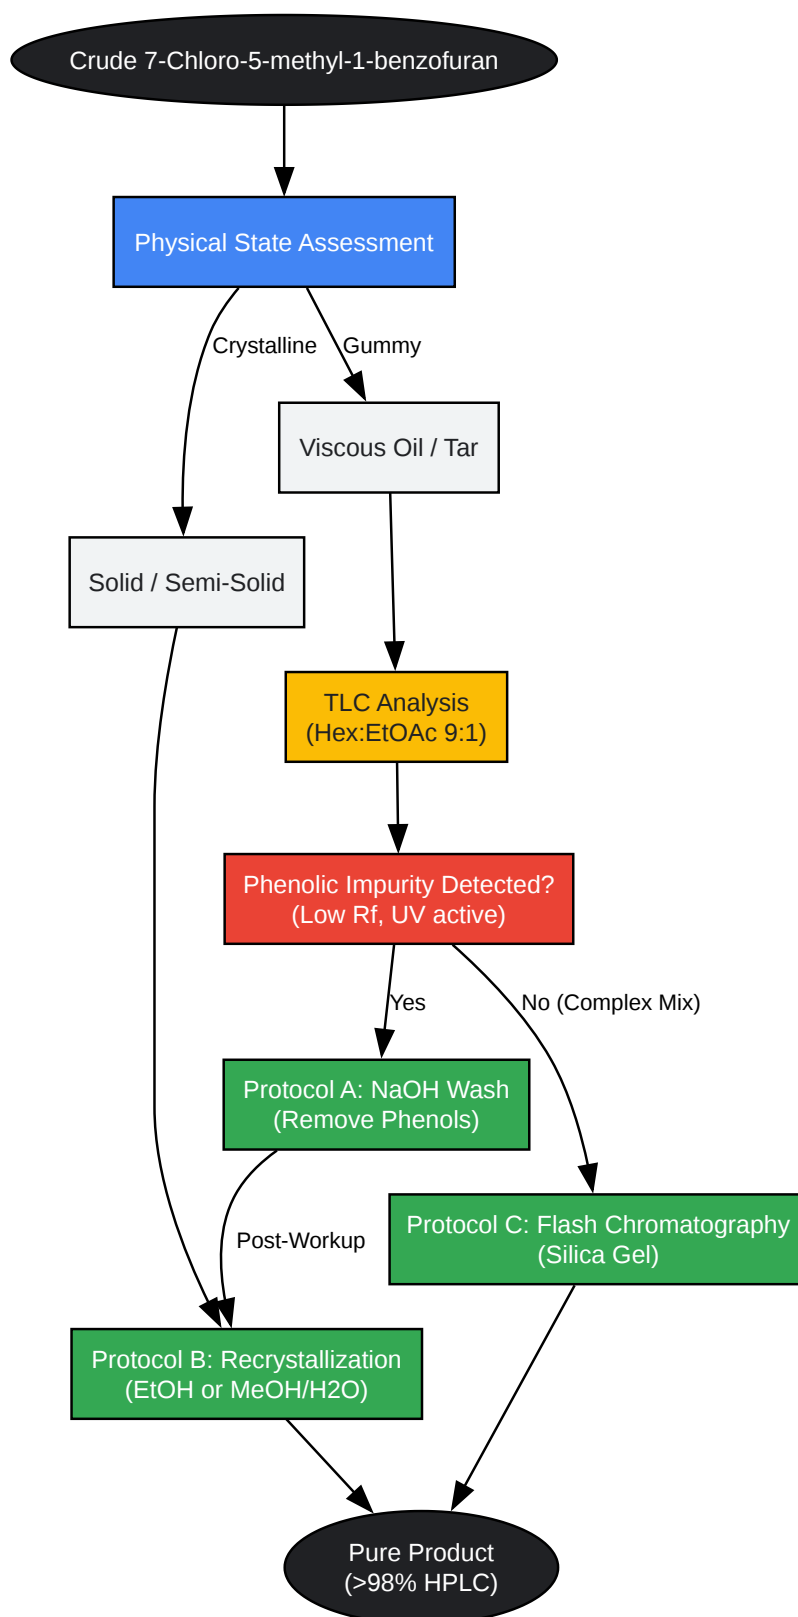 Crude 7-Chloro-5-methyl-1-benzofuran
Physical State Assessment
Crystalline
Gummy
Viscous Oil / Tar
Solid / Semi-Solid
TLC Analysis
(Hex:EtOAc 9:1)
Phenolic Impurity Detected?
(Low Rf, UV active)
Yes
No (Complex Mix)
Protocol A: NaOH Wash
(Remove Phenols)
Protocol C: Flash Chromatography
(Silica Gel)
Post-Workup
Protocol B: Recrystallization
(EtOH or MeOH/H2O)
Pure Product
(>98% HPLC)